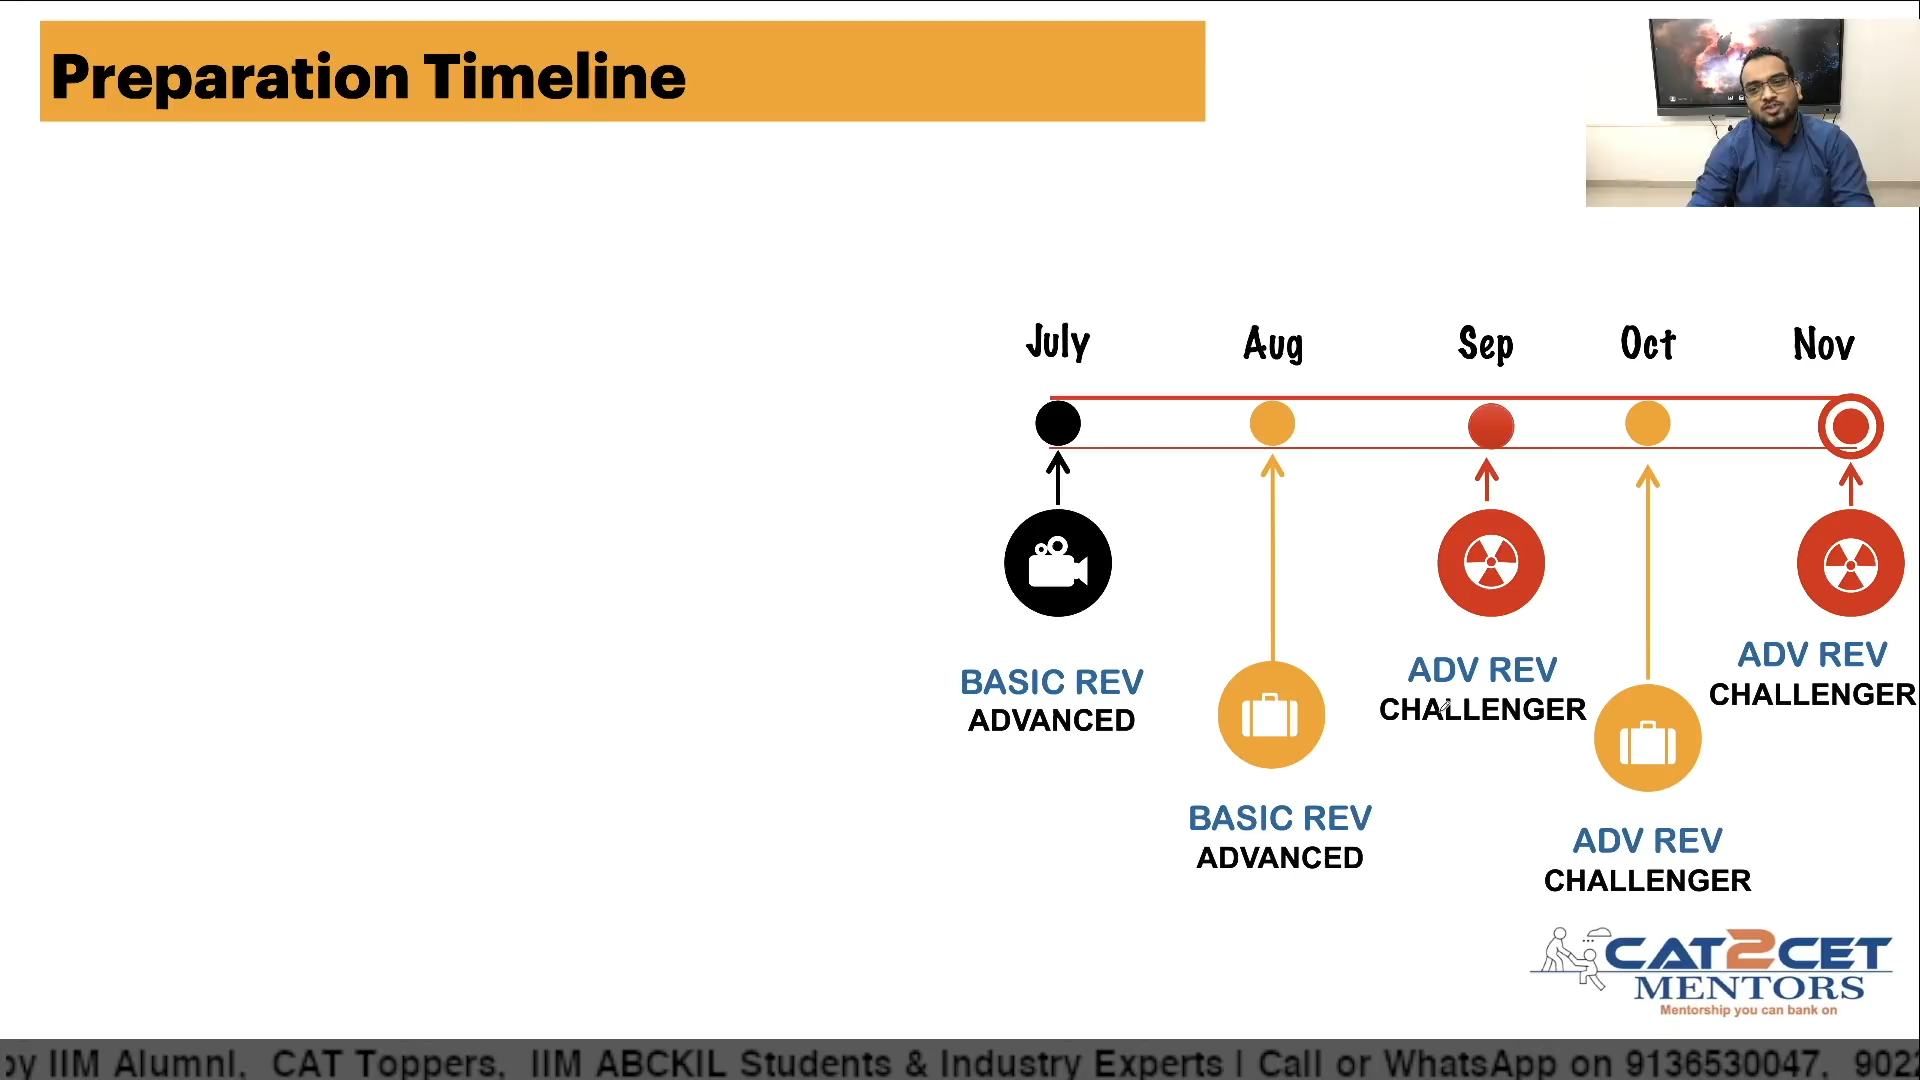 Preparation Timeline
July Aug Sep Oct Nov
BASIC REV
ADVANCED
BASIC REV
ADVANCED
ADV REV
CHALLENGER
ADV REV
CHALLENGER
ADV REV
CHALLENGER
CAT2CET
MENTORS
Mentorship you can bank on
by IIM AlumnI, CAT Toppers, IIM ABCKIL Students & Industry Experts | Call or WhatsApp on 9136530047, 902